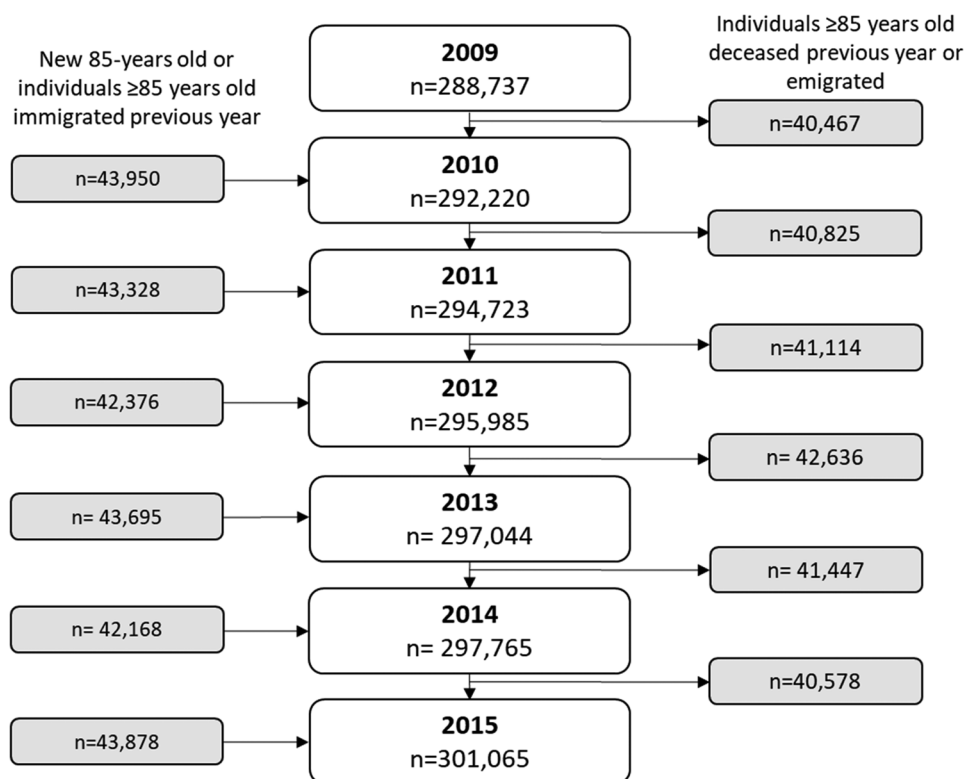 New 85-years old or
individuals ≥85 years old
immigrated previous year
Individuals ≥85 years old
deceased previous year or
emigrated
2009
n=288,737
n=40,467
2010
n=292,220
n=43,950
n=40,825
2011
n=294,723
n=43,328
n=41,114
2012
n=295,985
n=42,376
n= 42,636
2013
n= 297,044
n= 43,695
n= 41,447
2014
n= 297,765
n= 42,168
n=40,578
2015
n=301,065
n=43,878